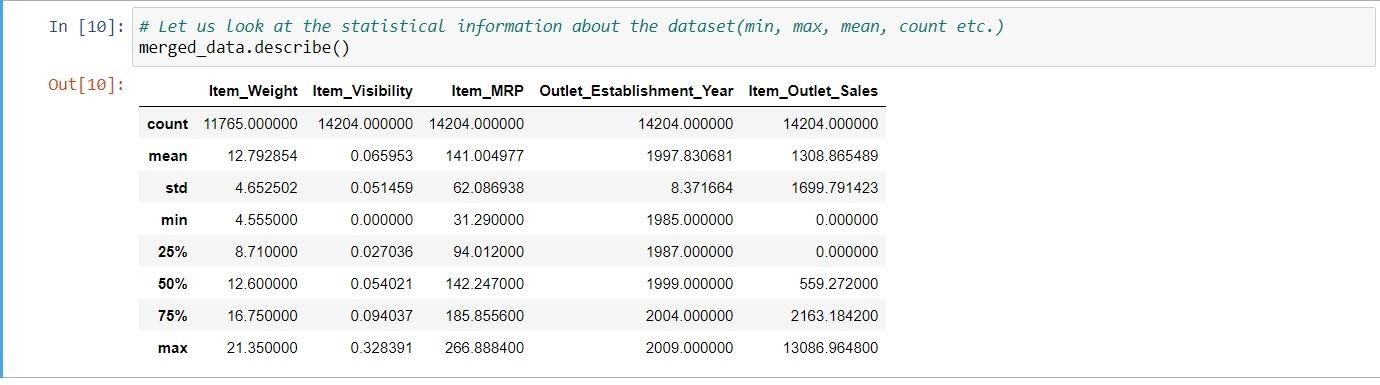 In [10]: # Let us look at the statistical information about the dataset(min, max, mean, count etc.)
merged_data.describe()
Out[10]:
Item_Weight Item_Visibility Item_MRP Outlet_Establishment_Year Item_Outlet_Sales
count 11765.000000 14204.000000 14204.000000 14204.000000 14204.000000
mean 12.792854 0.065953 141.004977 1997.830681 1308.865489
std 4.652502 0.051459 62.086938 8.371664 1699.791423
min 4.555000 0.000000 31.290000 1985.000000 0.000000
25% 8.710000 0.027036 94.012000 1987.000000 0.000000
50% 12.600000 0.054021 142.247000 1999.000000 559.272000
75% 16.750000 0.094037 185.855600 2004.000000 2163.184200
max 21.350000 0.328391 266.888400 2009.000000 13086.964800